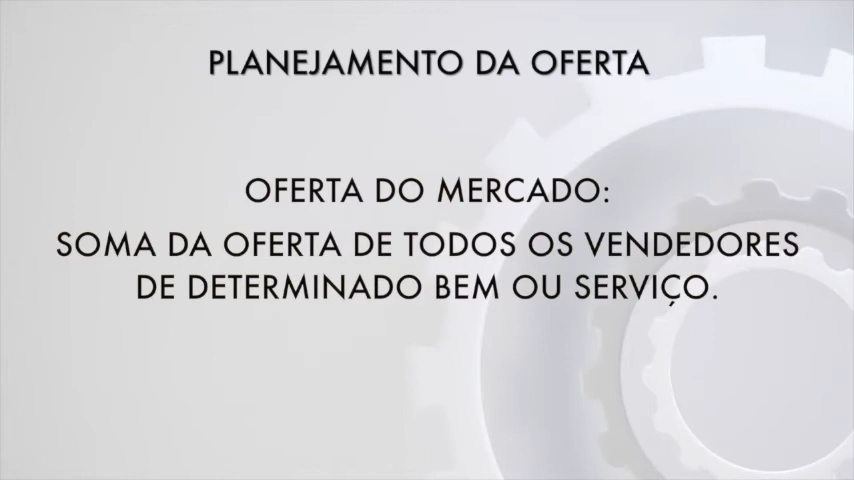 PLANEJAMENTO DA OFERTA
OFERTA DO MERCADO:
SOMA DA OFERTA DE TODOS OS VENDEDORES
DE DETERMINADO BEM OU SERVIÇO.